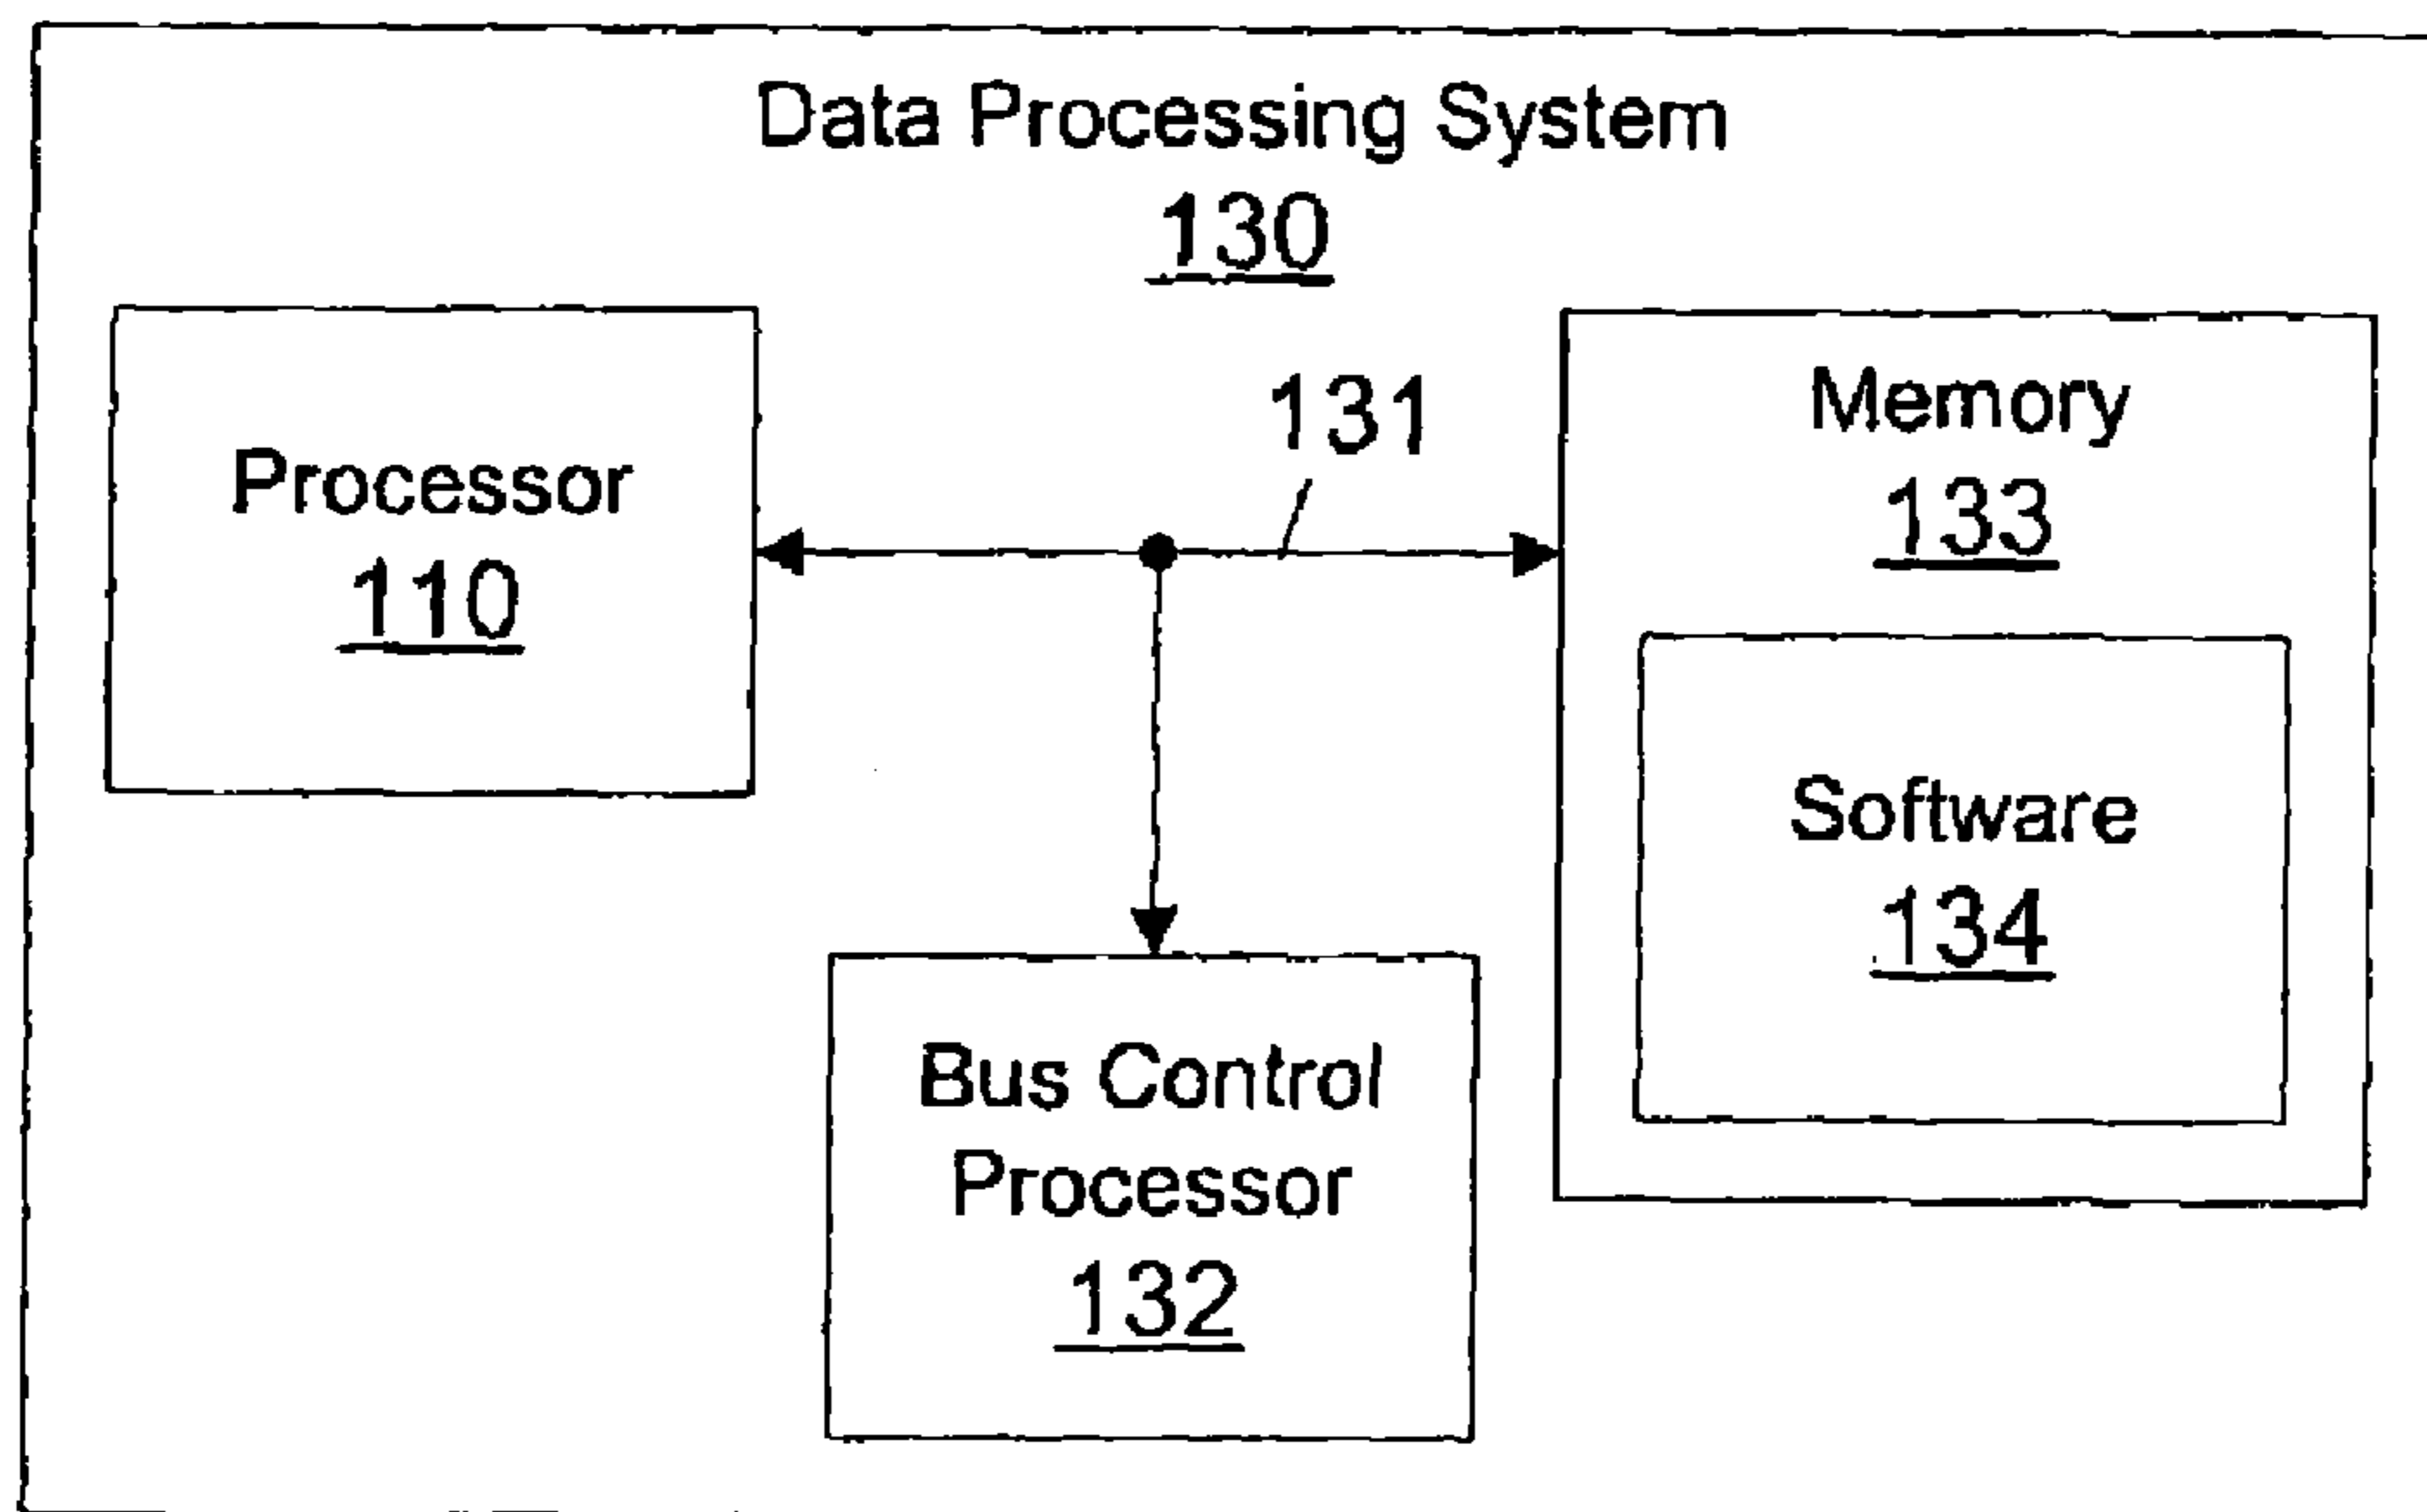 Data Processing System
130
Processor
110
131
Memory
133
Software
134
Bus Control
Processor
132